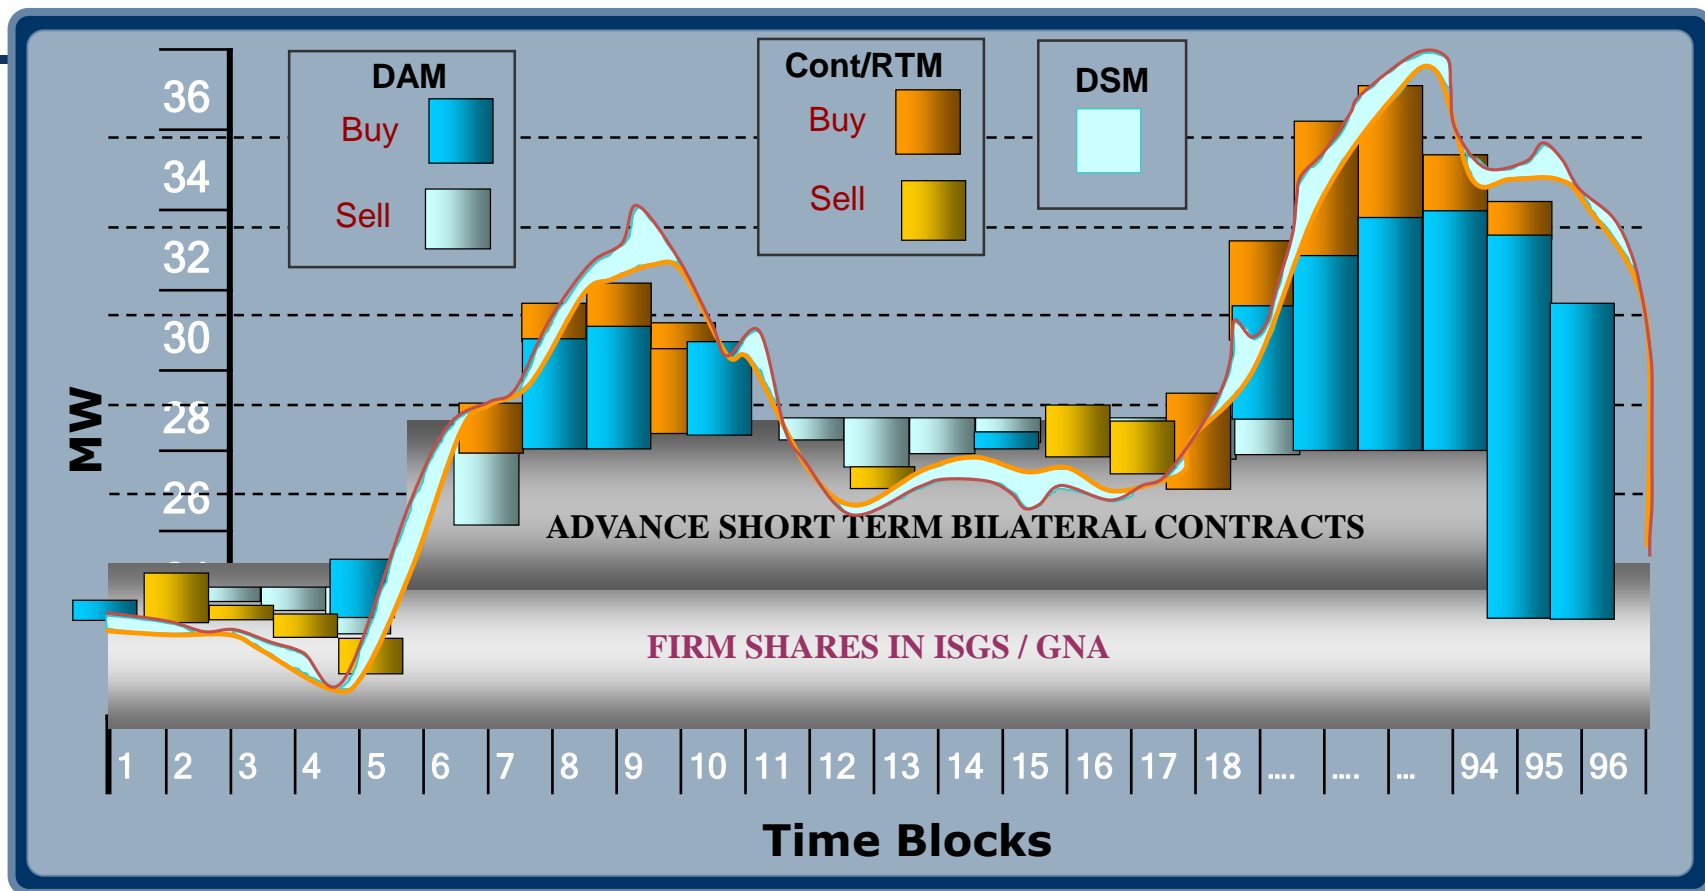 DAM
Buy
Sell
Cont/RTM
Buy
Sell
DSM
36
34
32
30
28
26
MW
ADVANCE SHORT TERM BILATERAL CONTRACTS
FIRM SHARES IN ISGS / GNA
1 2 3 4 5 6 7 8 9 10 11 12 13 14 15 16 17 18 .... .... ... 94 95 96
Time Blocks